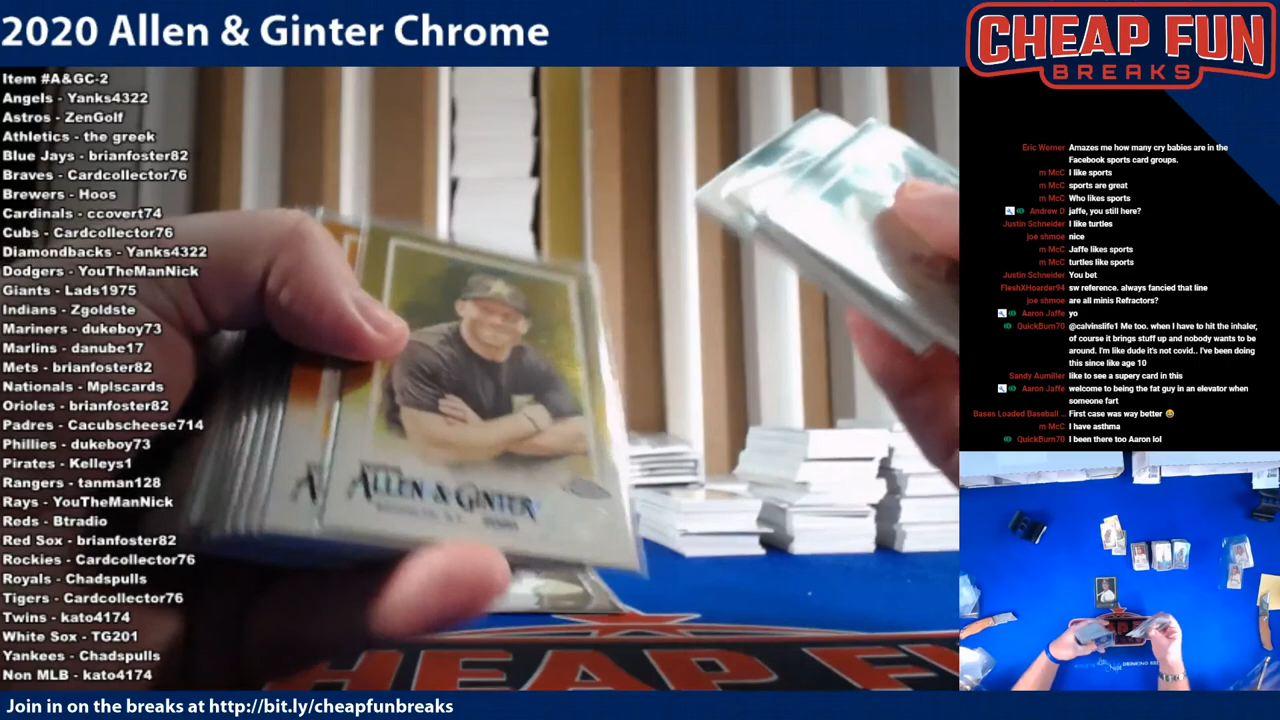 2020 Allen & Ginter Chrome
CHEAP FUN
BREAKS
Item #A&GC-2
Angels - Yanks4322
Astros - ZenGolf
Athletics - the greek
Blue Jays - brianfoster82
Braves - Cardcollector76
Brewers - Hoos
Cardinals - ccovert74
Cubs - Cardcollector76
Diamondbacks - Yanks4322
Dodgers - YouTheManNick
Giants - Lads1975
Indians - Zgoldste
Mariners - dukeboy73
Marlins - danube17
Mets - brianfoster82
Nationals - Mplscards
Orioles - brianfoster82
Padres - Cacubscheese714
Phillies - dukeboy73
Pirates - Kelleys1
Rangers - tanman128
Rays - YouTheManNick
Reds - Btradio
Red Sox - brianfoster82
Rockies - Cardcollector76
Royals - Chadspulls
Tigers - Cardcollector76
Twins - kato4174
White Sox - TG201
Yankees - Chadspulls
Non MLB - kato4174
ALLEN & GINTER
HEAP FU
Eric Werner Amazes me how many cry babies are in the
Facebook sports card groups.
m McC I like sports
m McC sports are great
m McC Who likes sports
Andrew D jaffe, you still here?
Justin Schneider I like turtles
joe shmoe nice
m McC Jaffe likes sports
m McC turtles like sports
Justin Schneider You bet
FleshXHoarder94 sw reference. always fancied that line
joe shmoe are all minis Refractors?
Aaron Jaffe yo
QuickBurn70 @calvinslife1 Me too. when I have to hit the inhaler,
of course it brings stuff up and nobody wants to be
around. I'm like dude it's not covid.. I've been doing
this since like age 10
Sandy Aumiller like to see a supery card in this
Aaron Jaffe welcome to being the fat guy in an elevator when
someone fart
Bases Loaded Baseball ... First case was way better 🤩
m McC I have asthma
QuickBurn70 I been there too Aaron lol
Join in on the breaks at http://bit.ly/cheapfunbreaks